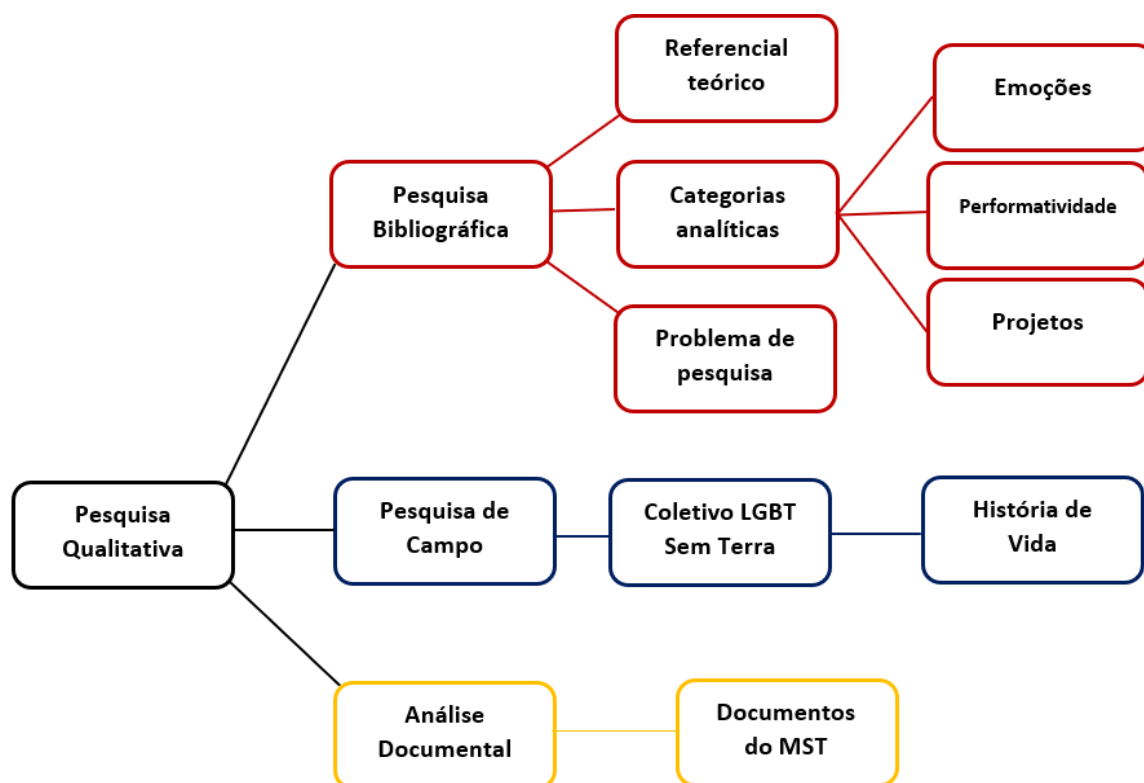 Referencial
teórico
Emoções
Pesquisa
Bibliográfica
Categorias
analíticas
Performatividade
Projetos
Problema de
pesquisa
Pesquisa
Qualitativa
Pesquisa de
Campo
Coletivo LGBT
Sem Terra
História de
Vida
Análise
Documental
Documentos
do MST